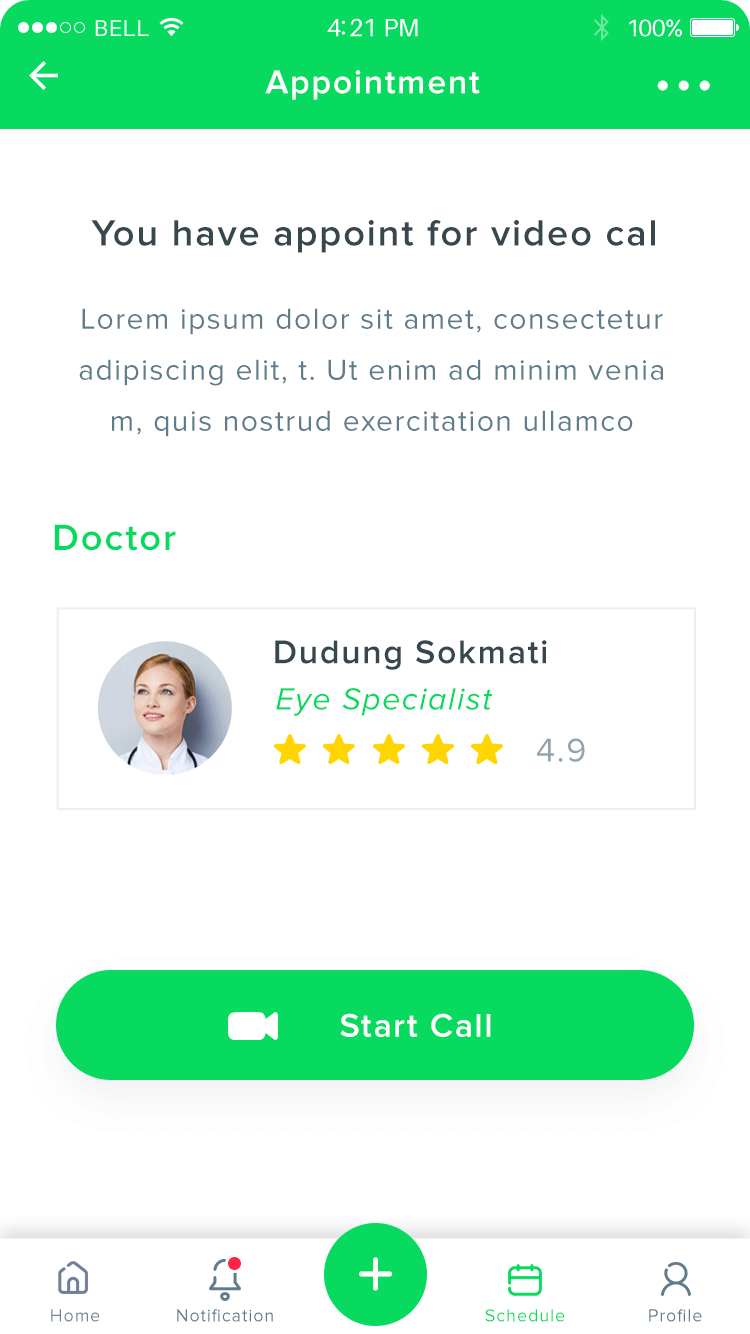 BELL 4:21 PM 100%
Appointment
You have appoint for video cal
Lorem ipsum dolor sit amet, consectetur
adipiscing elit, t. Ut enim ad minim venia
m, quis nostrud exercitation ullamco
Doctor
Dudung Sokmati
Eye Specialist
4.9
Start Call
Home Notification Schedule Profile